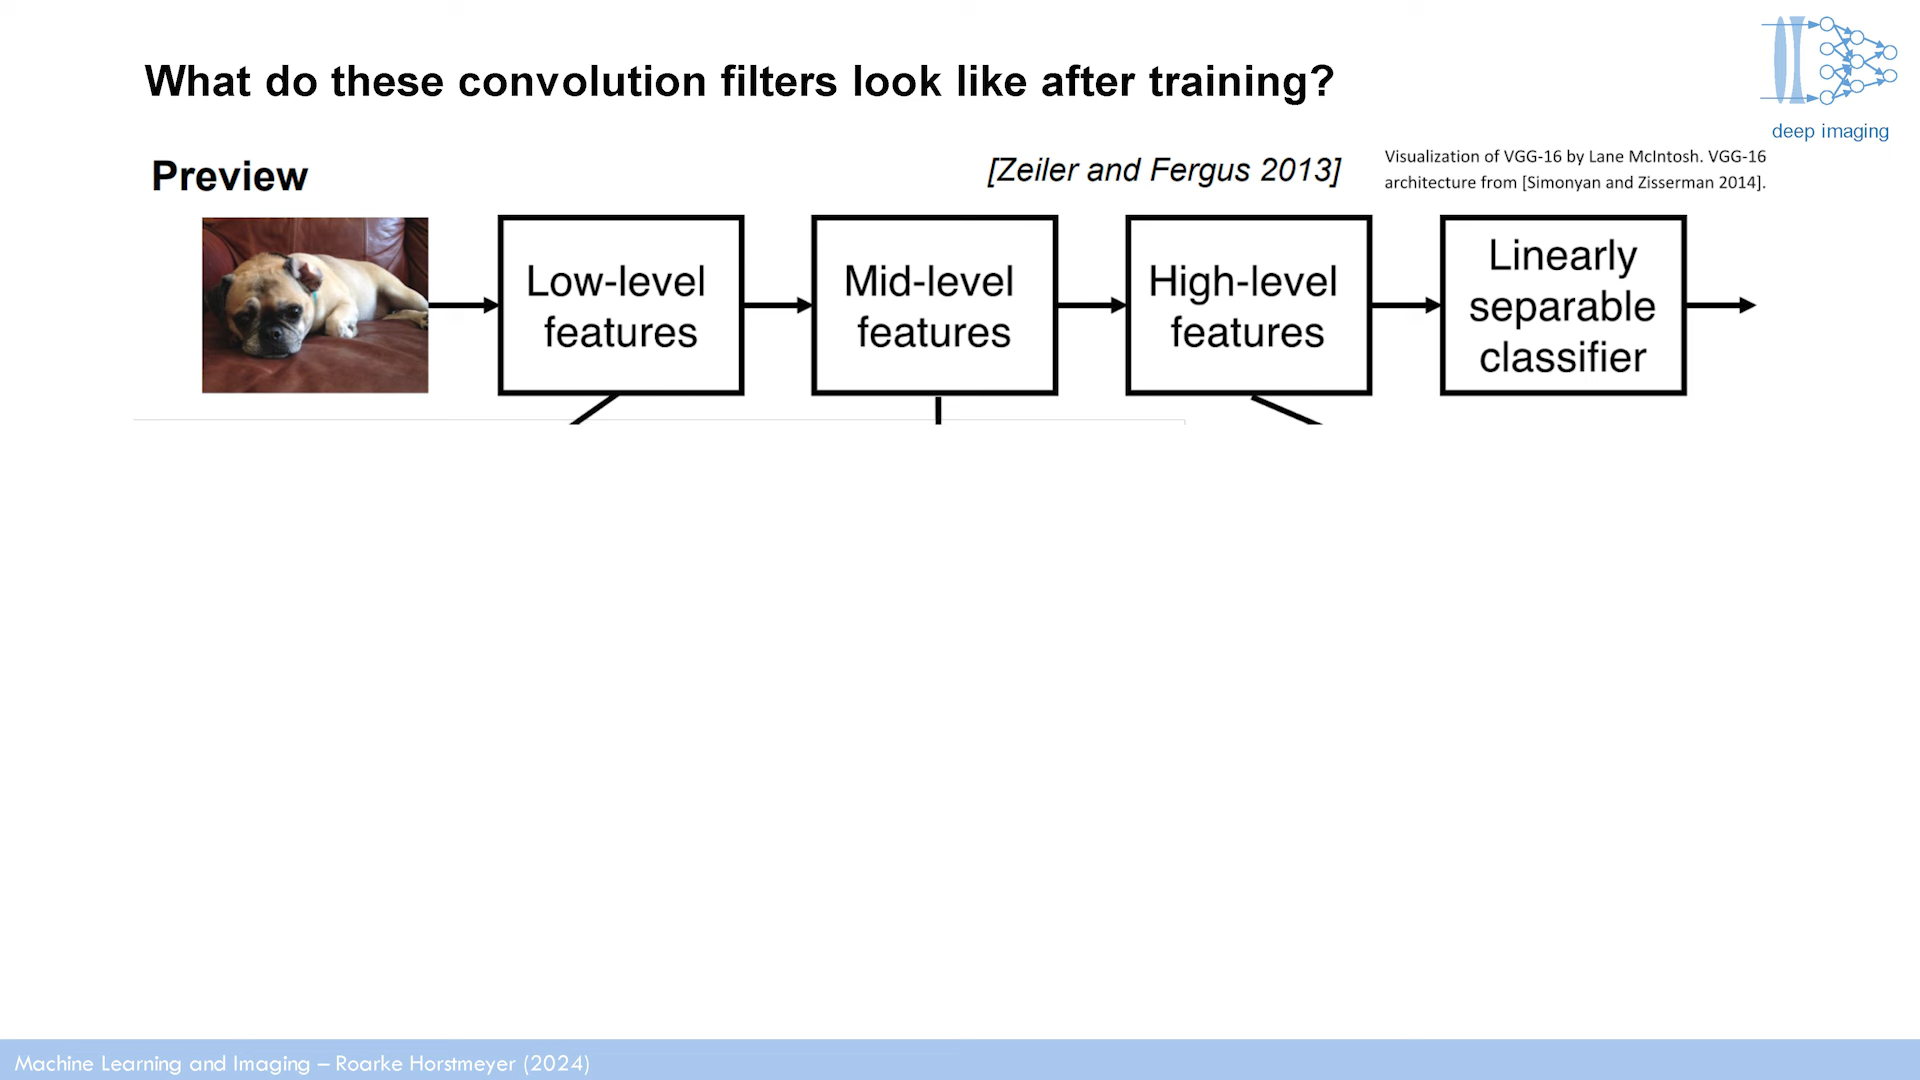 What do these convolution filters look like after training?
deep imaging
Preview
[Zeiler and Fergus 2013]
Visualization of VGG-16 by Lane McIntosh. VGG-16
architecture from [Simonyan and Zisserman 2014].
Low-level
features
Mid-level
features
High-level
features
Linearly
separable
classifier
Machine Learning and Imaging – Roarke Horstmeyer (2024)